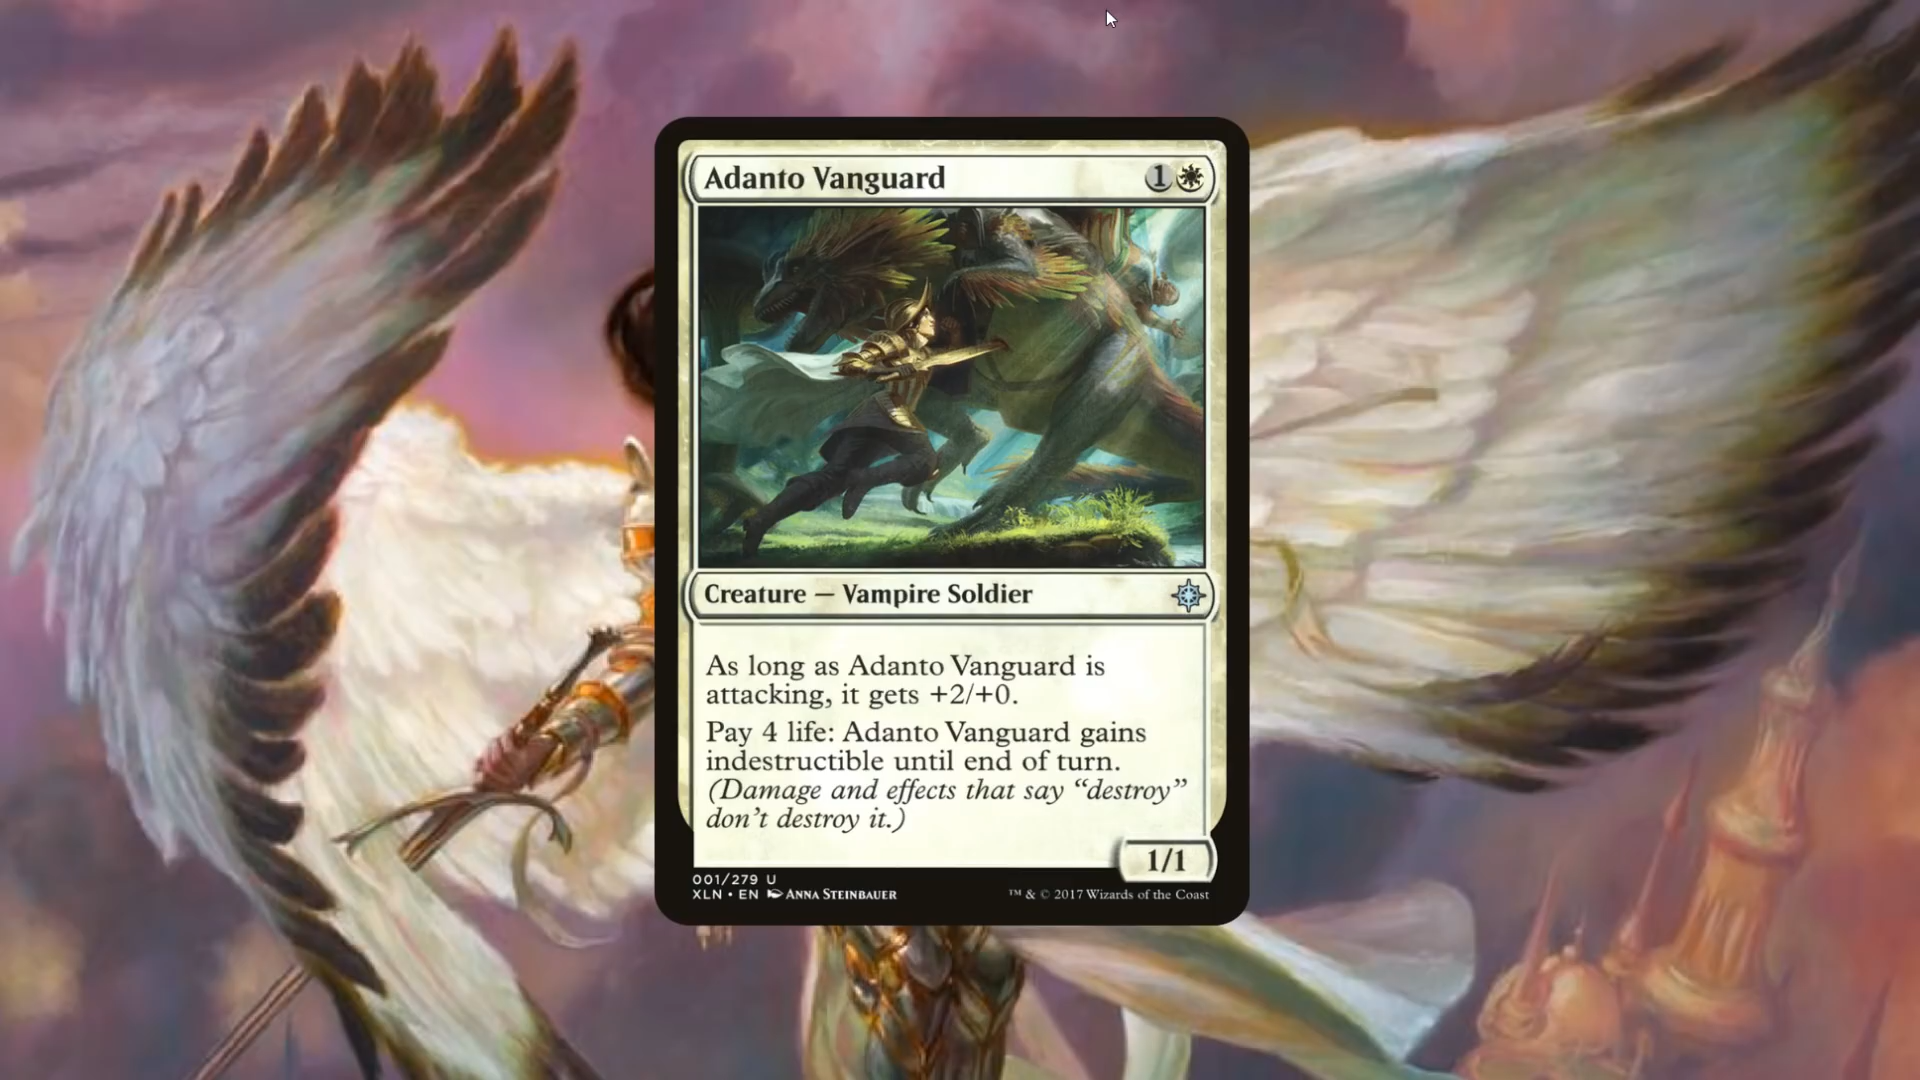 Adanto Vanguard 1
Creature — Vampire Soldier
As long as Adanto Vanguard is
attacking, it gets +2/+0.
Pay 4 life: Adanto Vanguard gains
indestructible until end of turn.
(Damage and effects that say “destroy”
don’t destroy it.)
1/1
001/279 U
XLN • EN ANNA STEINBAUER
™ & © 2017 Wizards of the Coast